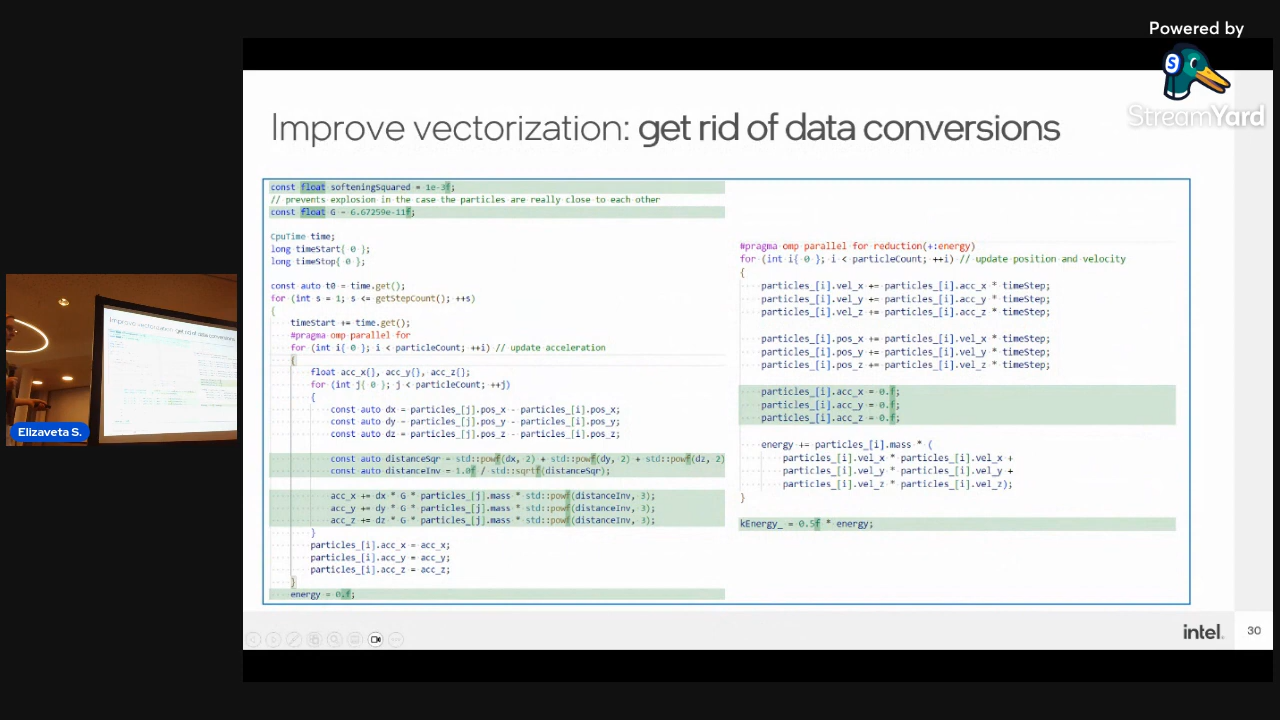 Powered by
StreamYard
Improve vectorization: get rid of data conversions
const float softeningSquared = 1e-3f;
// prevents explosion in the case the particles are really close to each other
const float G = 6.67259e-11f;
CpuTime time;
long timeStart{ 0 };
long timeStop{ 0 };
const auto t0 = time.get();
for (int s = 1; s <= getStepCount(); ++s)
{
timeStart += time.get();
#pragma omp parallel for
for (int i{ 0 }; i < particleCount; ++i) // update acceleration
{
float acc_x{}, acc_y{}, acc_z{};
for (int j{ 0 }; j < particleCount; ++j)
{
const auto dx = particles_[j].pos_x - particles_[i].pos_x;
const auto dy = particles_[j].pos_y - particles_[i].pos_y;
const auto dz = particles_[j].pos_z - particles_[i].pos_z;
const auto distanceSqr = std::powf(dx, 2) + std::powf(dy, 2) + std::powf(dz, 2)
const auto distanceInv = 1.0f / std::sqrtf(distanceSqr);
acc_x += dx * G * particles_[j].mass * std::powf(distanceInv, 3);
acc_y += dy * G * particles_[j].mass * std::powf(distanceInv, 3);
acc_z += dz * G * particles_[j].mass * std::powf(distanceInv, 3);
}
particles_[i].acc_x = acc_x;
particles_[i].acc_y = acc_y;
particles_[i].acc_z = acc_z;
}
energy = 0.f;
#pragma omp parallel for reduction(+:energy)
for (int i{ 0 }; i < particleCount; ++i) // update position and velocity
{
particles_[i].vel_x += particles_[i].acc_x * timeStep;
particles_[i].vel_y += particles_[i].acc_y * timeStep;
particles_[i].vel_z += particles_[i].acc_z * timeStep;
particles_[i].pos_x += particles_[i].vel_x * timeStep;
particles_[i].pos_y += particles_[i].vel_y * timeStep;
particles_[i].pos_z += particles_[i].vel_z * timeStep;
particles_[i].acc_x = 0.f;
particles_[i].acc_y = 0.f;
particles_[i].acc_z = 0.f;
energy += particles_[i].mass * (
particles_[i].vel_x * particles_[i].vel_x +
particles_[i].vel_y * particles_[i].vel_y +
particles_[i].vel_z * particles_[i].vel_z);
}
kEnergy_ = 0.5f * energy;
intel.
30
Improve vectorization: get rid of data conversions
Elizaveta S.